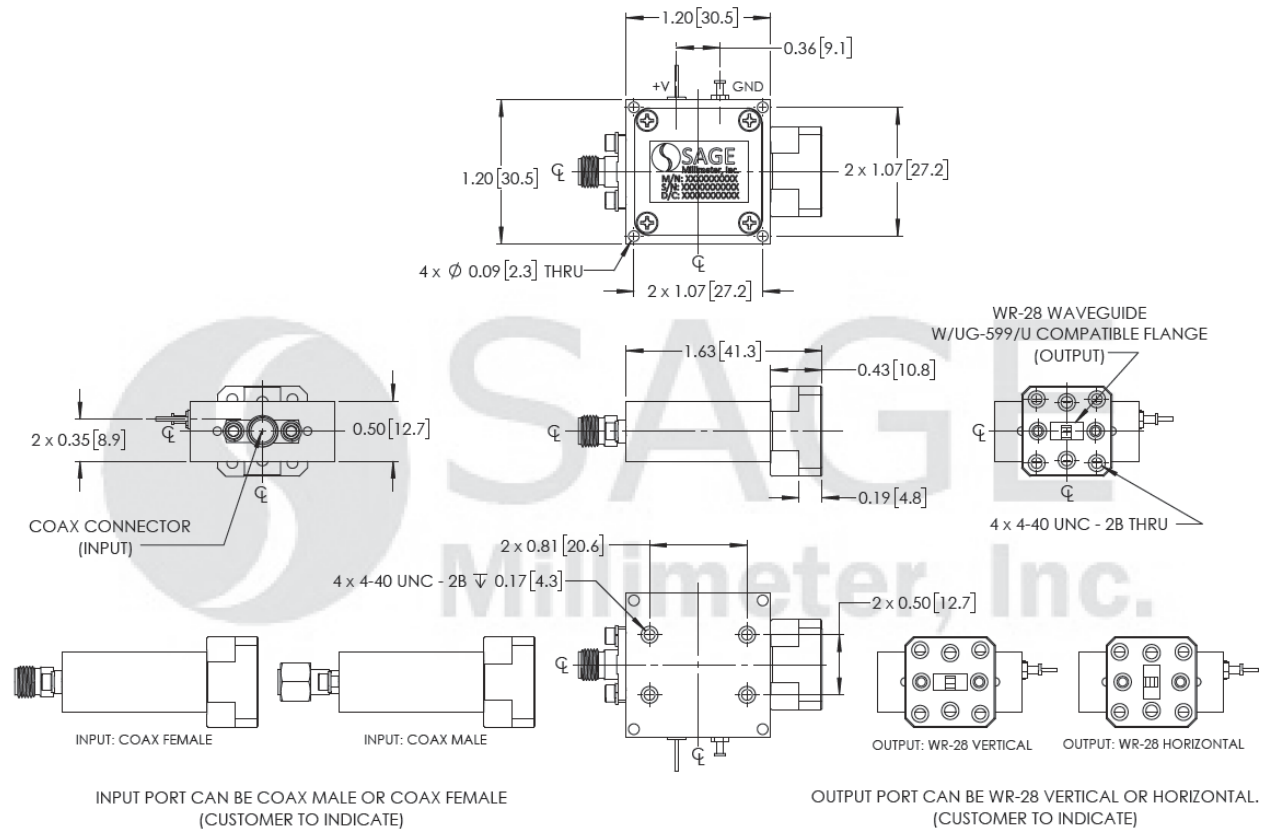 1.20[30.5]
0.36[9.1]
+V
GND
SAGE
Millimeter, Inc.
M/N: XXXXXXXXXX
S/N: XXXXXXXXXXX
D/C: XXXXXXXXXXX
1.20[30.5]
2 x 1.07[27.2]
4 x Ø 0.09[2.3] THRU
2 x 1.07[27.2]
SAGE
Millimeter, Inc.
WR-28 WAVEGUIDE
W/UG-599/U COMPATIBLE FLANGE
(OUTPUT)
1.63[41.3]
0.43[10.8]
2 x 0.35[8.9]
0.50[12.7]
0.19[4.8]
COAX CONNECTOR
(INPUT)
4 x 4-40 UNC - 2B THRU
2 x 0.81[20.6]
4 x 4-40 UNC - 2B ↧ 0.17[4.3]
2 x 0.50[12.7]
INPUT: COAX FEMALE
INPUT: COAX MALE
OUTPUT: WR-28 VERTICAL
OUTPUT: WR-28 HORIZONTAL
INPUT PORT CAN BE COAX MALE OR COAX FEMALE
(CUSTOMER TO INDICATE)
OUTPUT PORT CAN BE WR-28 VERTICAL OR HORIZONTAL.
(CUSTOMER TO INDICATE)